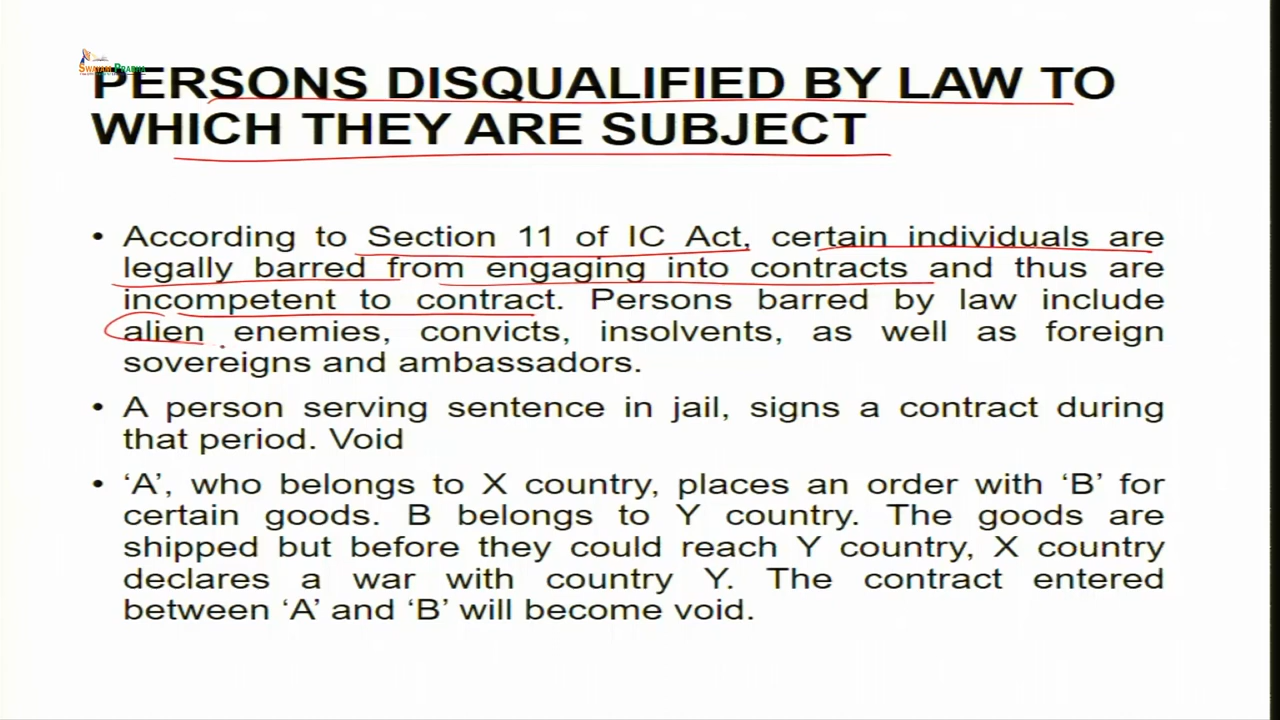 SWAYAM PRABHA
PERSONS DISQUALIFIED BY LAW TO
WHICH THEY ARE SUBJECT
• According to Section 11 of IC Act, certain individuals are
legally barred from engaging into contracts and thus are
incompetent to contract. Persons barred by law include
alien enemies, convicts, insolvents, as well as foreign
sovereigns and ambassadors.
• A person serving sentence in jail, signs a contract during
that period. Void
• ‘A’, who belongs to X country, places an order with ‘B’ for
certain goods. B belongs to Y country. The goods are
shipped but before they could reach Y country, X country
declares a war with country Y. The contract entered
between ‘A’ and ‘B’ will become void.